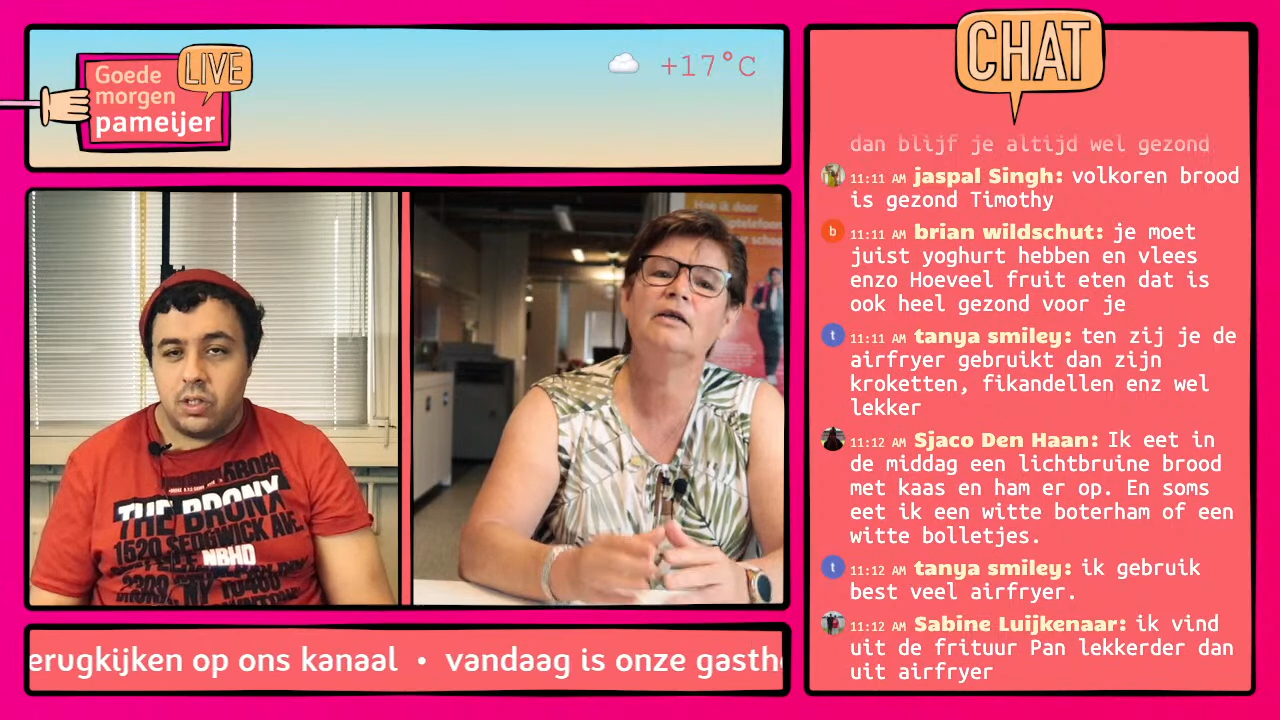 Goede
morgen
pameijer
LIVE
+17°C
CHAT
dan blijf je altijd wel gezond
11:11 AM jaspal Singh: volkoren brood
is gezond Timothy
b 11:11 AM brian wildschut: je moet
juist yoghurt hebben en vlees
enzo Hoeveel fruit eten dat is
ook heel gezond voor je
t 11:11 AM tanya smiley: ten zij je de
airfryer gebruikt dan zijn
kroketten, fikandellen enz wel
lekker
11:12 AM Sjaco Den Haan: Ik eet in
de middag een lichtbruine brood
met kaas en ham er op. En soms
eet ik een witte boterham of een
witte bolletjes.
t 11:12 AM tanya smiley: ik gebruik
best veel airfryer.
11:12 AM Sabine Luijkenaar: ik vind
uit de frituur Pan lekkerder dan
uit airfryer
Hoe ik door
THE BRONX
1520 SEDGWICK AVE.
NBHD
erugkijken op ons kanaal • vandaag is onze gasth